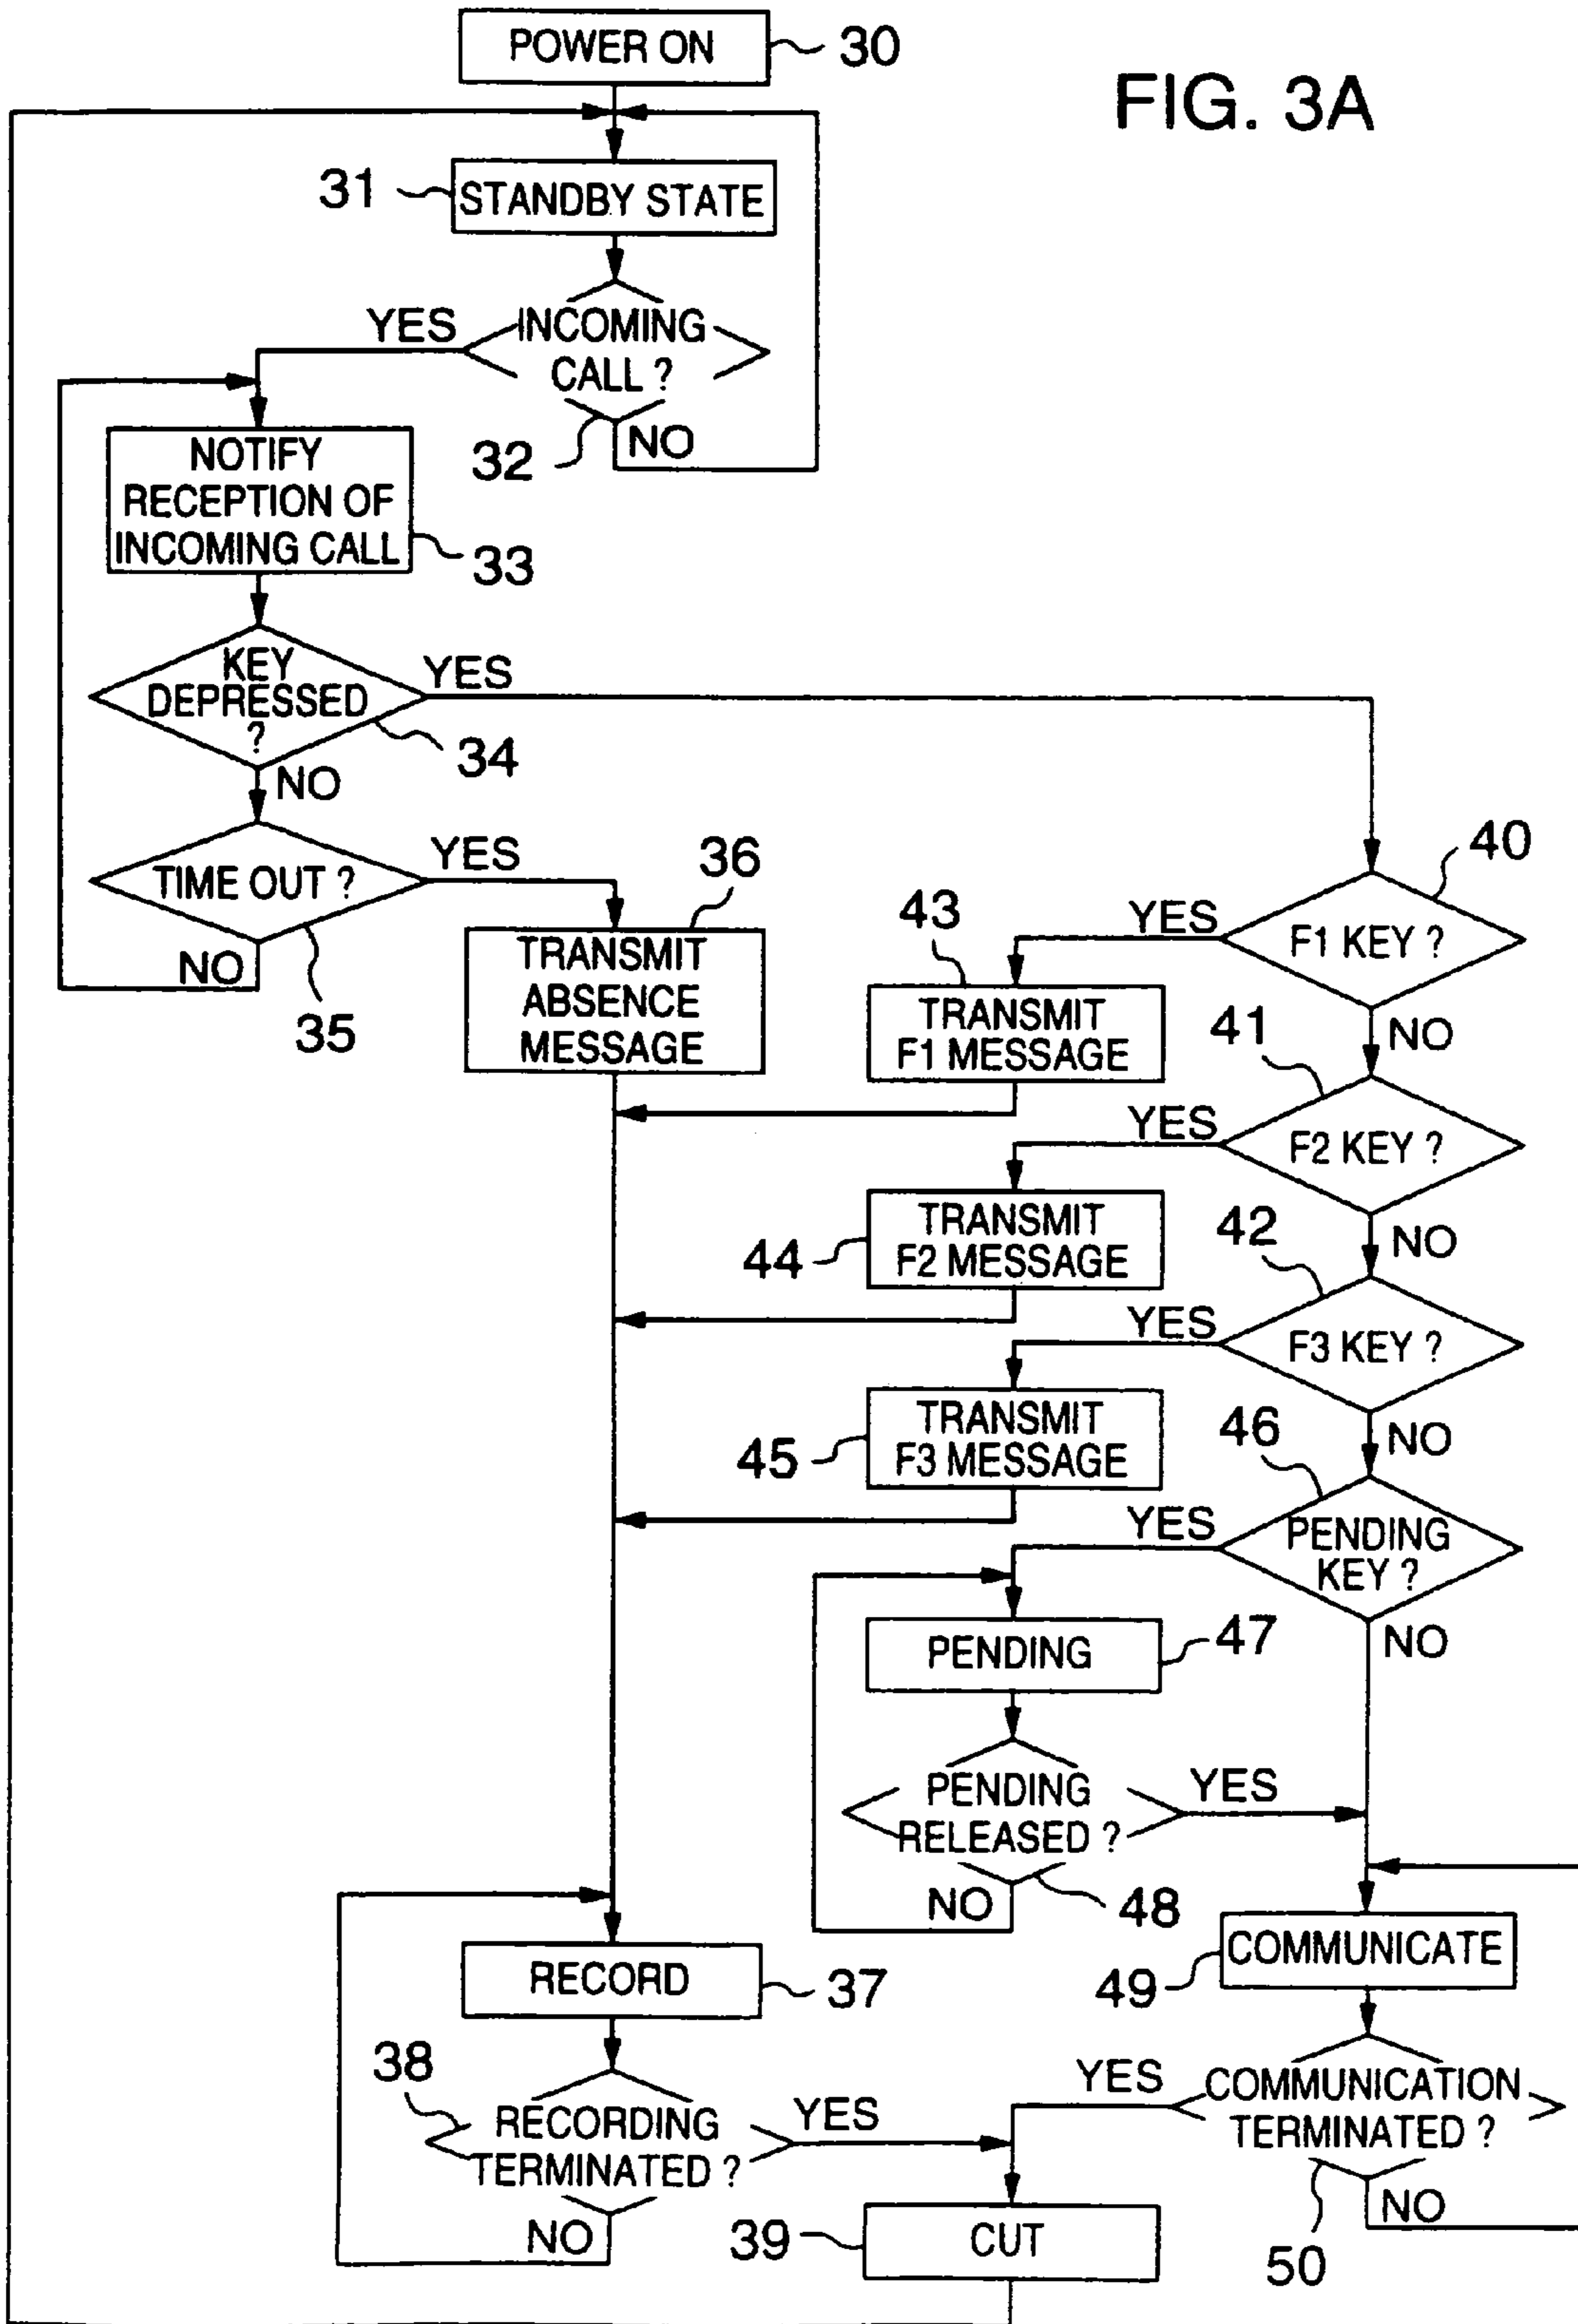 POWER ON
30
FIG. 3A
31
STANDBY STATE
YES
INCOMING
CALL ?
32
NO
NOTIFY
RECEPTION OF
INCOMING CALL
33
KEY
DEPRESSED
?
YES
34
NO
TIME OUT ?
YES
NO
35
36
TRANSMIT
ABSENCE
MESSAGE
40
F1 KEY ?
YES
NO
43
TRANSMIT
F1 MESSAGE
41
F2 KEY ?
YES
NO
44
TRANSMIT
F2 MESSAGE
42
F3 KEY ?
YES
NO
45
TRANSMIT
F3 MESSAGE
46
PENDING
KEY ?
YES
NO
PENDING
47
PENDING
RELEASED ?
YES
NO
48
COMMUNICATE
49
RECORD
37
38
RECORDING
TERMINATED ?
YES
NO
YES
COMMUNICATION
TERMINATED ?
NO
50
39
CUT